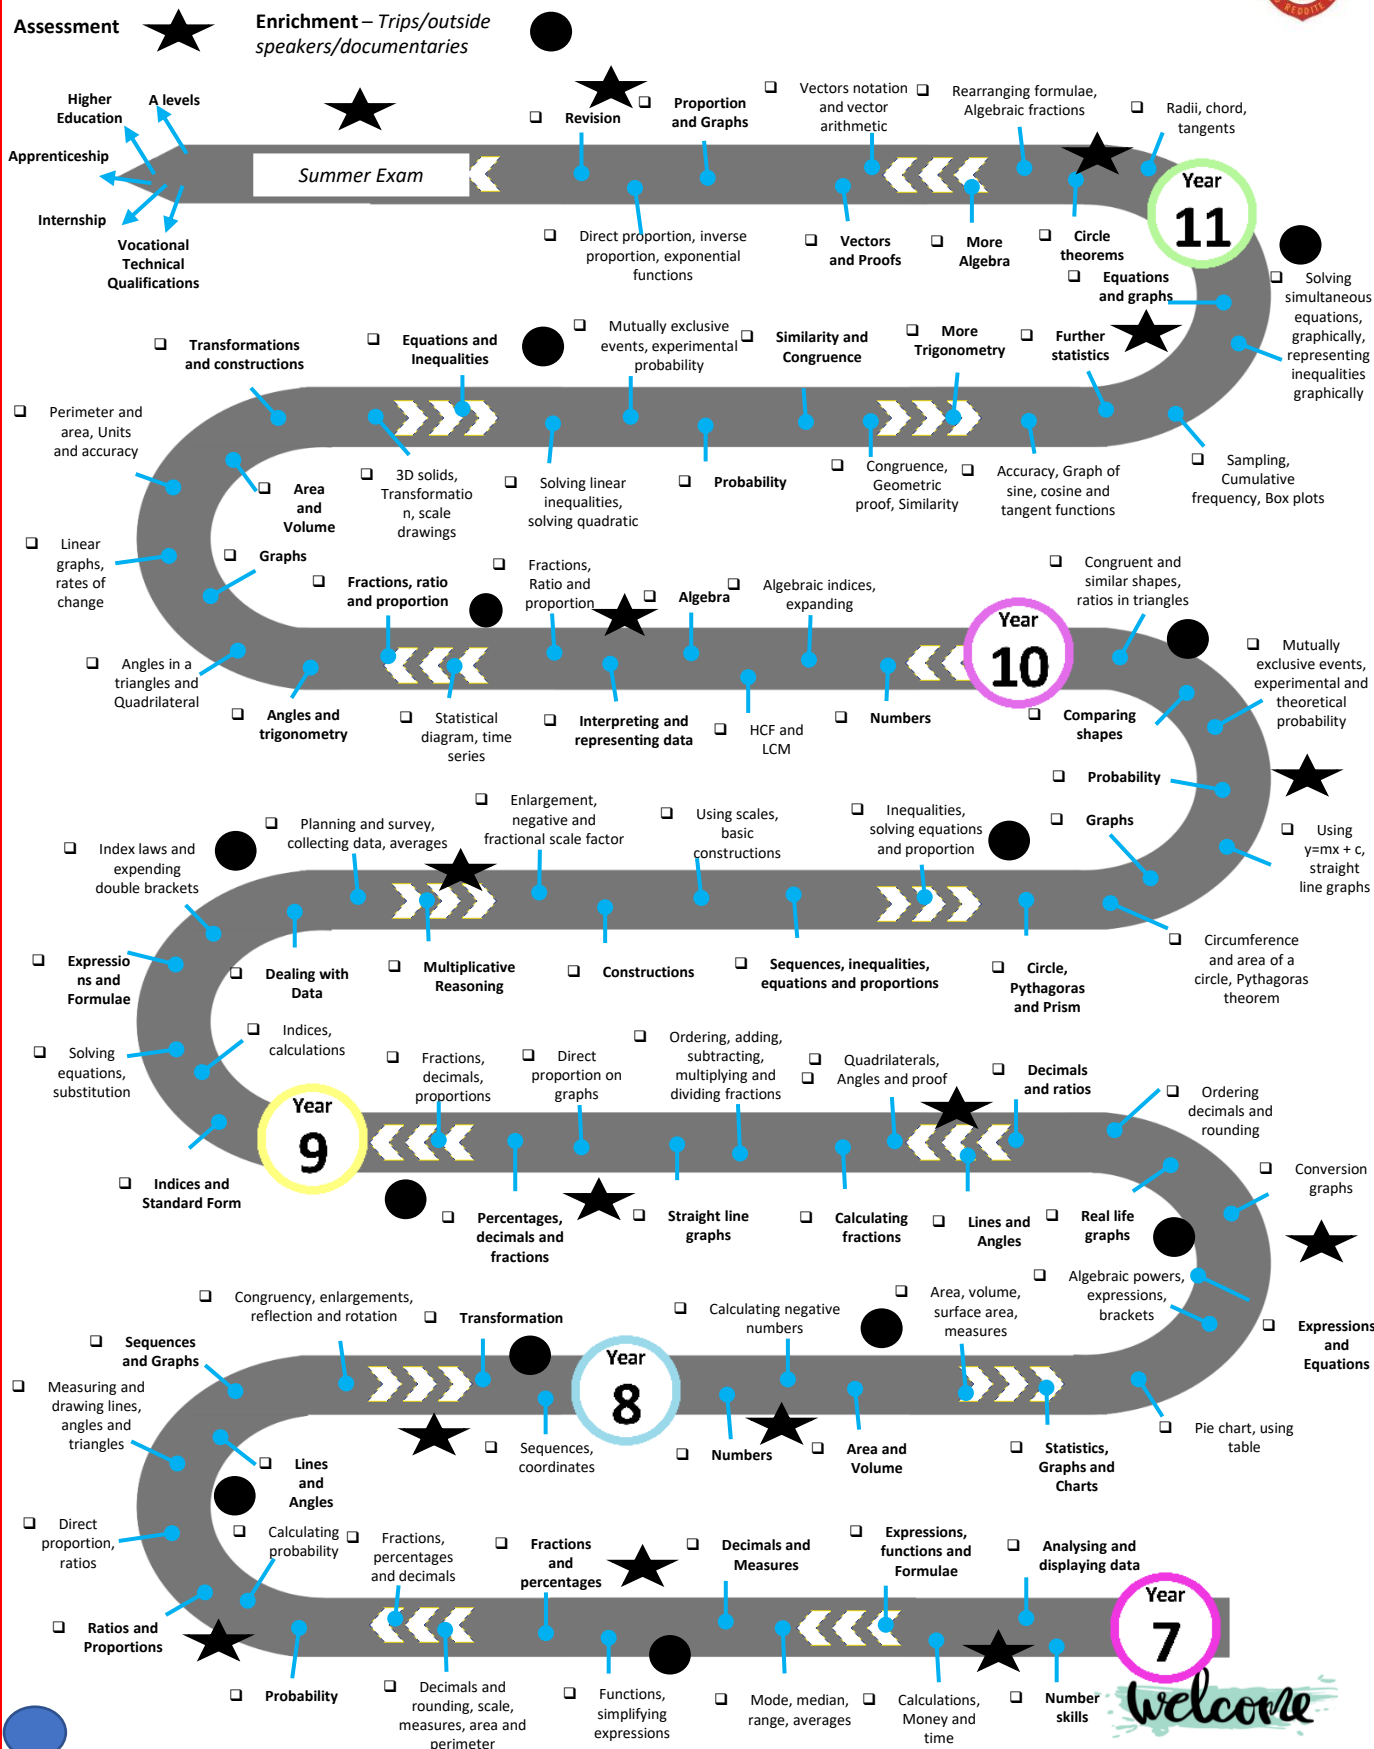 REDDITE
Assessment
Enrichment – Trips/outside
speakers/documentaries
Higher
Education
A levels
Apprenticeship
Internship
Vocational
Technical
Qualifications
Summer Exam
Revision
Proportion
and Graphs
Vectors notation
and vector
arithmetic
Rearranging formulae,
Algebraic fractions
Radii, chord,
tangents
Year
11
Direct proportion, inverse
proportion, exponential
functions
Vectors
and Proofs
More
Algebra
Circle
theorems
Equations
and graphs
Solving
simultaneous
equations,
graphically,
representing
inequalities
graphically
Transformations
and constructions
Equations and
Inequalities
Mutually exclusive
events, experimental
probability
Similarity and
Congruence
More
Trigonometry
Further
statistics
Perimeter and
area, Units
and accuracy
Area
and
Volume
3D solids,
Transformatio
n, scale
drawings
Solving linear
inequalities,
solving quadratic
Probability
Congruence,
Geometric
proof, Similarity
Accuracy, Graph of
sine, cosine and
tangent functions
Sampling,
Cumulative
frequency, Box plots
Linear
graphs,
rates of
change
Graphs
Fractions, ratio
and proportion
Fractions,
Ratio and
proportion
Algebra
Algebraic indices,
expanding
Year
10
Congruent and
similar shapes,
ratios in triangles
Mutually
exclusive events,
experimental and
theoretical
probability
Angles in a
triangles and
Quadrilateral
Angles and
trigonometry
Statistical
diagram, time
series
Interpreting and
representing data
HCF and
LCM
Numbers
Comparing
shapes
Probability
Graphs
Using
y=mx + c,
straight
line graphs
Index laws and
expending
double brackets
Planning and survey,
collecting data, averages
Enlargement,
negative and
fractional scale factor
Using scales,
basic
constructions
Inequalities,
solving equations
and proportion
Circumference
and area of a
circle, Pythagoras
theorem
Expressio
ns and
Formulae
Dealing with
Data
Multiplicative
Reasoning
Constructions
Sequences, inequalities,
equations and proportions
Circle,
Pythagoras
and Prism
Solving
equations,
substitution
Indices,
calculations
Fractions,
decimals,
proportions
Direct
proportion on
graphs
Ordering, adding,
subtracting,
multiplying and
dividing fractions
Quadrilaterals,
Angles and proof
Decimals
and ratios
Ordering
decimals and
rounding
Year
9
Indices and
Standard Form
Percentages,
decimals and
fractions
Straight line
graphs
Calculating
fractions
Lines and
Angles
Real life
graphs
Conversion
graphs
Sequences
and Graphs
Congruency, enlargements,
reflection and rotation
Transformation
Calculating negative
numbers
Area, volume,
surface area,
measures
Algebraic powers,
expressions,
brackets
Expressions
and
Equations
Year
8
Measuring and
drawing lines,
angles and
triangles
Lines
and
Angles
Sequences,
coordinates
Numbers
Area and
Volume
Statistics,
Graphs and
Charts
Pie chart, using
table
Direct
proportion,
ratios
Calculating
probability
Fractions,
percentages
and decimals
Fractions
and
percentages
Decimals and
Measures
Expressions,
functions and
Formulae
Analysing and
displaying data
Year
7
Ratios and
Proportions
Probability
Decimals and
rounding, scale,
measures, area and
perimeter
Functions,
simplifying
expressions
Mode, median,
range, averages
Calculations,
Money and
time
Number
skills
welcome